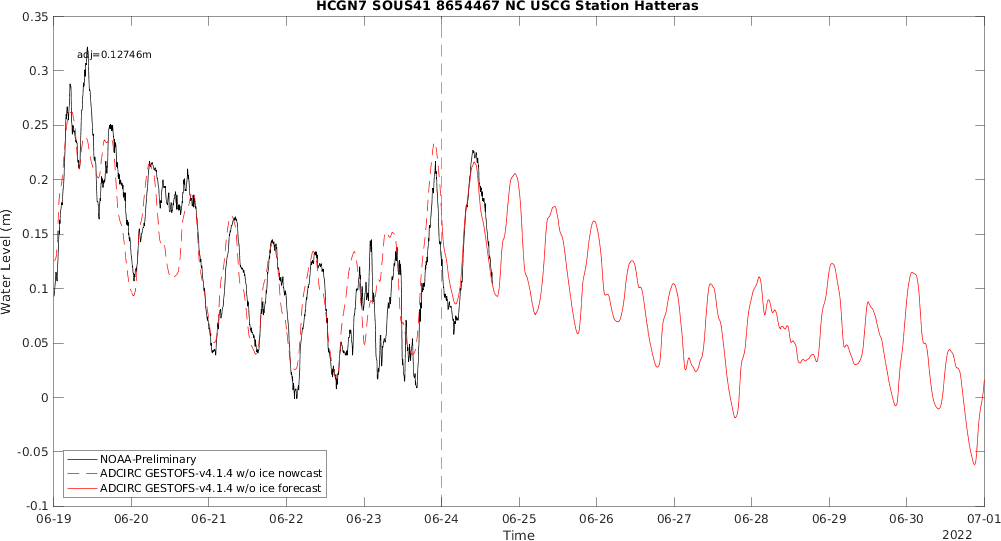 HCGN7 SOUS41 8654467 NC USCG Station Hatteras
adj=0.12746m
0.35
0.3
0.25
0.2
0.15
0.1
0.05
0
-0.05
-0.1
Water Level (m)
NOAA-Preliminary
ADCIRC GESTOFS-v4.1.4 w/o ice nowcast
ADCIRC GESTOFS-v4.1.4 w/o ice forecast
06-19 06-20 06-21 06-22 06-23 06-24 06-25 06-26 06-27 06-28 06-29 06-30 07-01
Time
2022